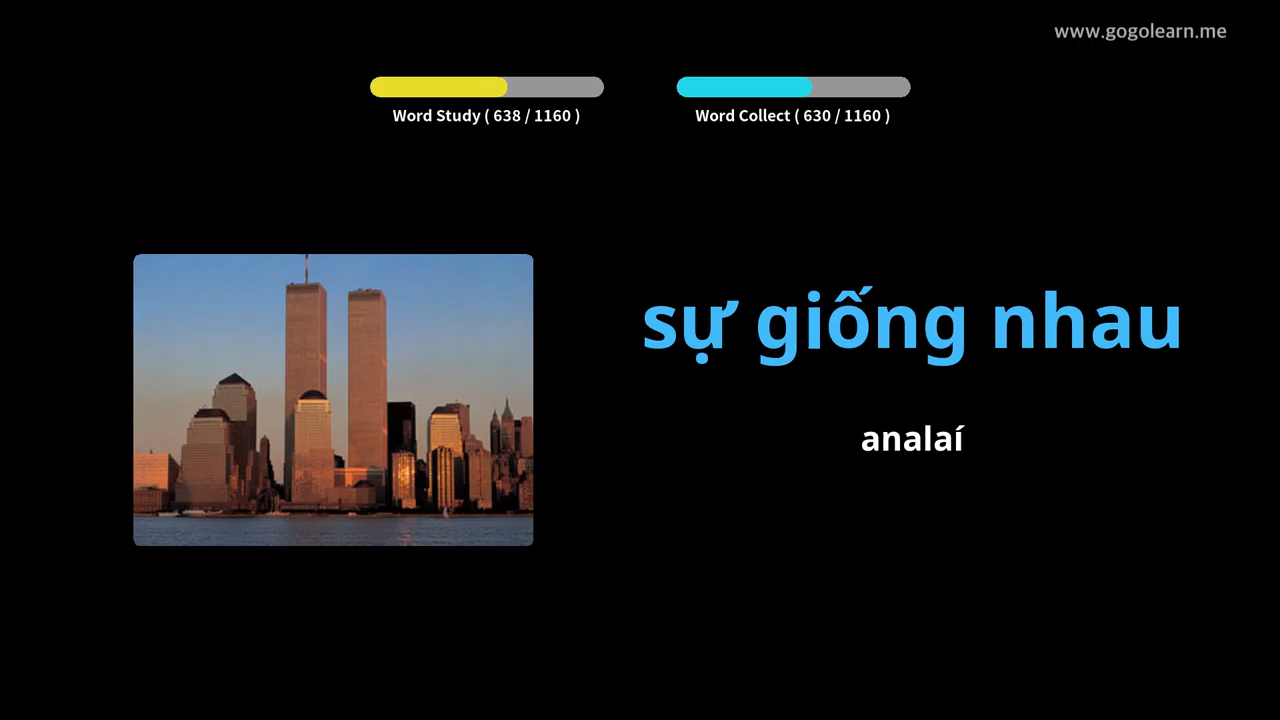 www.gogolearn.me
Word Study ( 638 / 1160 )
Word Collect ( 630 / 1160 )
sự giống nhau
analaí